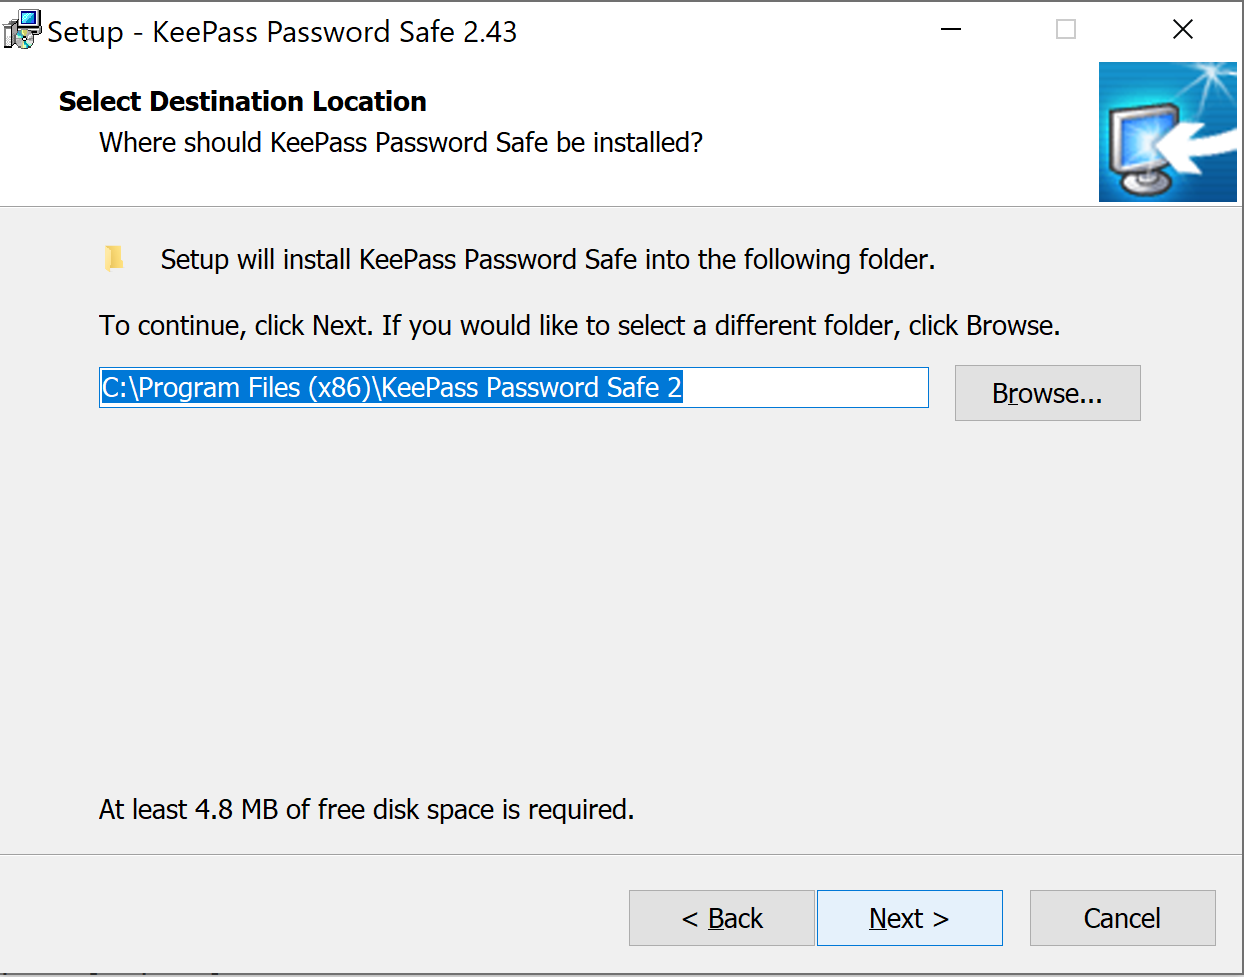 Setup - KeePass Password Safe 2.43
Select Destination Location
Where should KeePass Password Safe be installed?
Setup will install KeePass Password Safe into the following folder.
To continue, click Next. If you would like to select a different folder, click Browse.
C:\Program Files (x86)\KeePass Password Safe 2
Browse...
At least 4.8 MB of free disk space is required.
< Back
Next >
Cancel